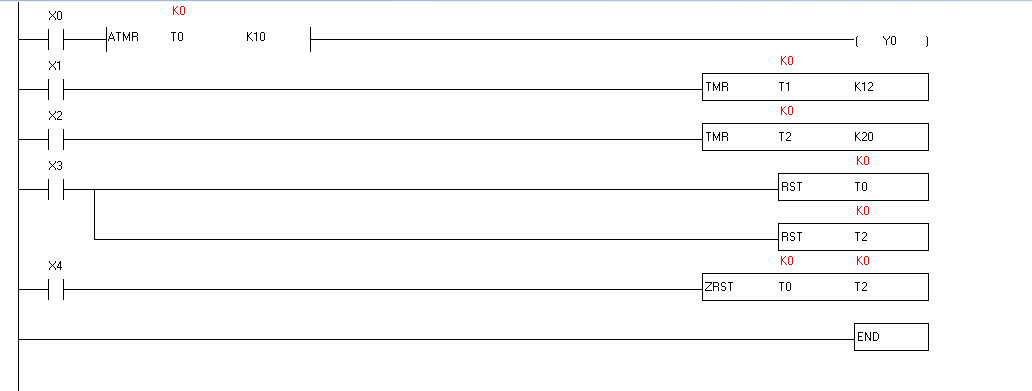 X0 K0
ATMR T0 K10 ( Y0 )
X1 K0
TMR T1 K12
X2 K0
TMR T2 K20
X3 K0
RST T0
K0
RST T2
X4 K0 K0
ZRST T0 T2
END